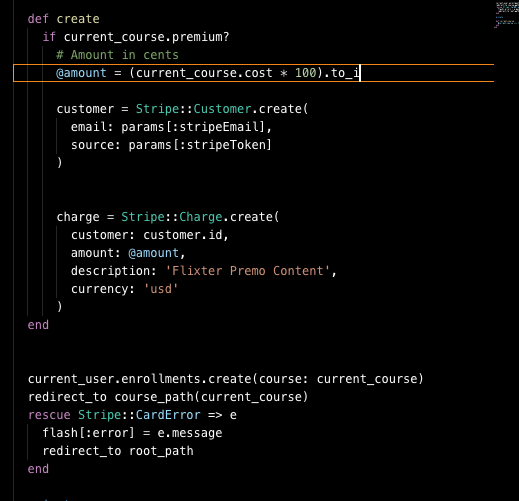 def create
if current_course.premium?
# Amount in cents
@amount = (current_course.cost * 100).to_i
customer = Stripe::Customer.create(
email: params[:stripeEmail],
source: params[:stripeToken]
)
charge = Stripe::Charge.create(
customer: customer.id,
amount: @amount,
description: 'Flixter Premo Content',
currency: 'usd'
)
end
current_user.enrollments.create(course: current_course)
redirect_to course_path(current_course)
rescue Stripe::CardError => e
flash[:error] = e.message
redirect_to root_path
end